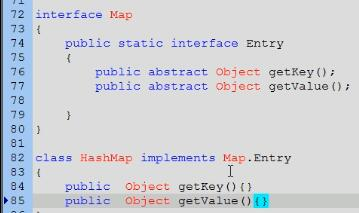 71
72 interface Map
73 {
74     public static interface Entry
75     {
76         public abstract Object getKey();
77         public abstract Object getValue();
78
79     }
80 }
81
82 class HashMap implements Map.Entry
83 {
84     public  Object getKey(){}
85     public  Object getValue(){}